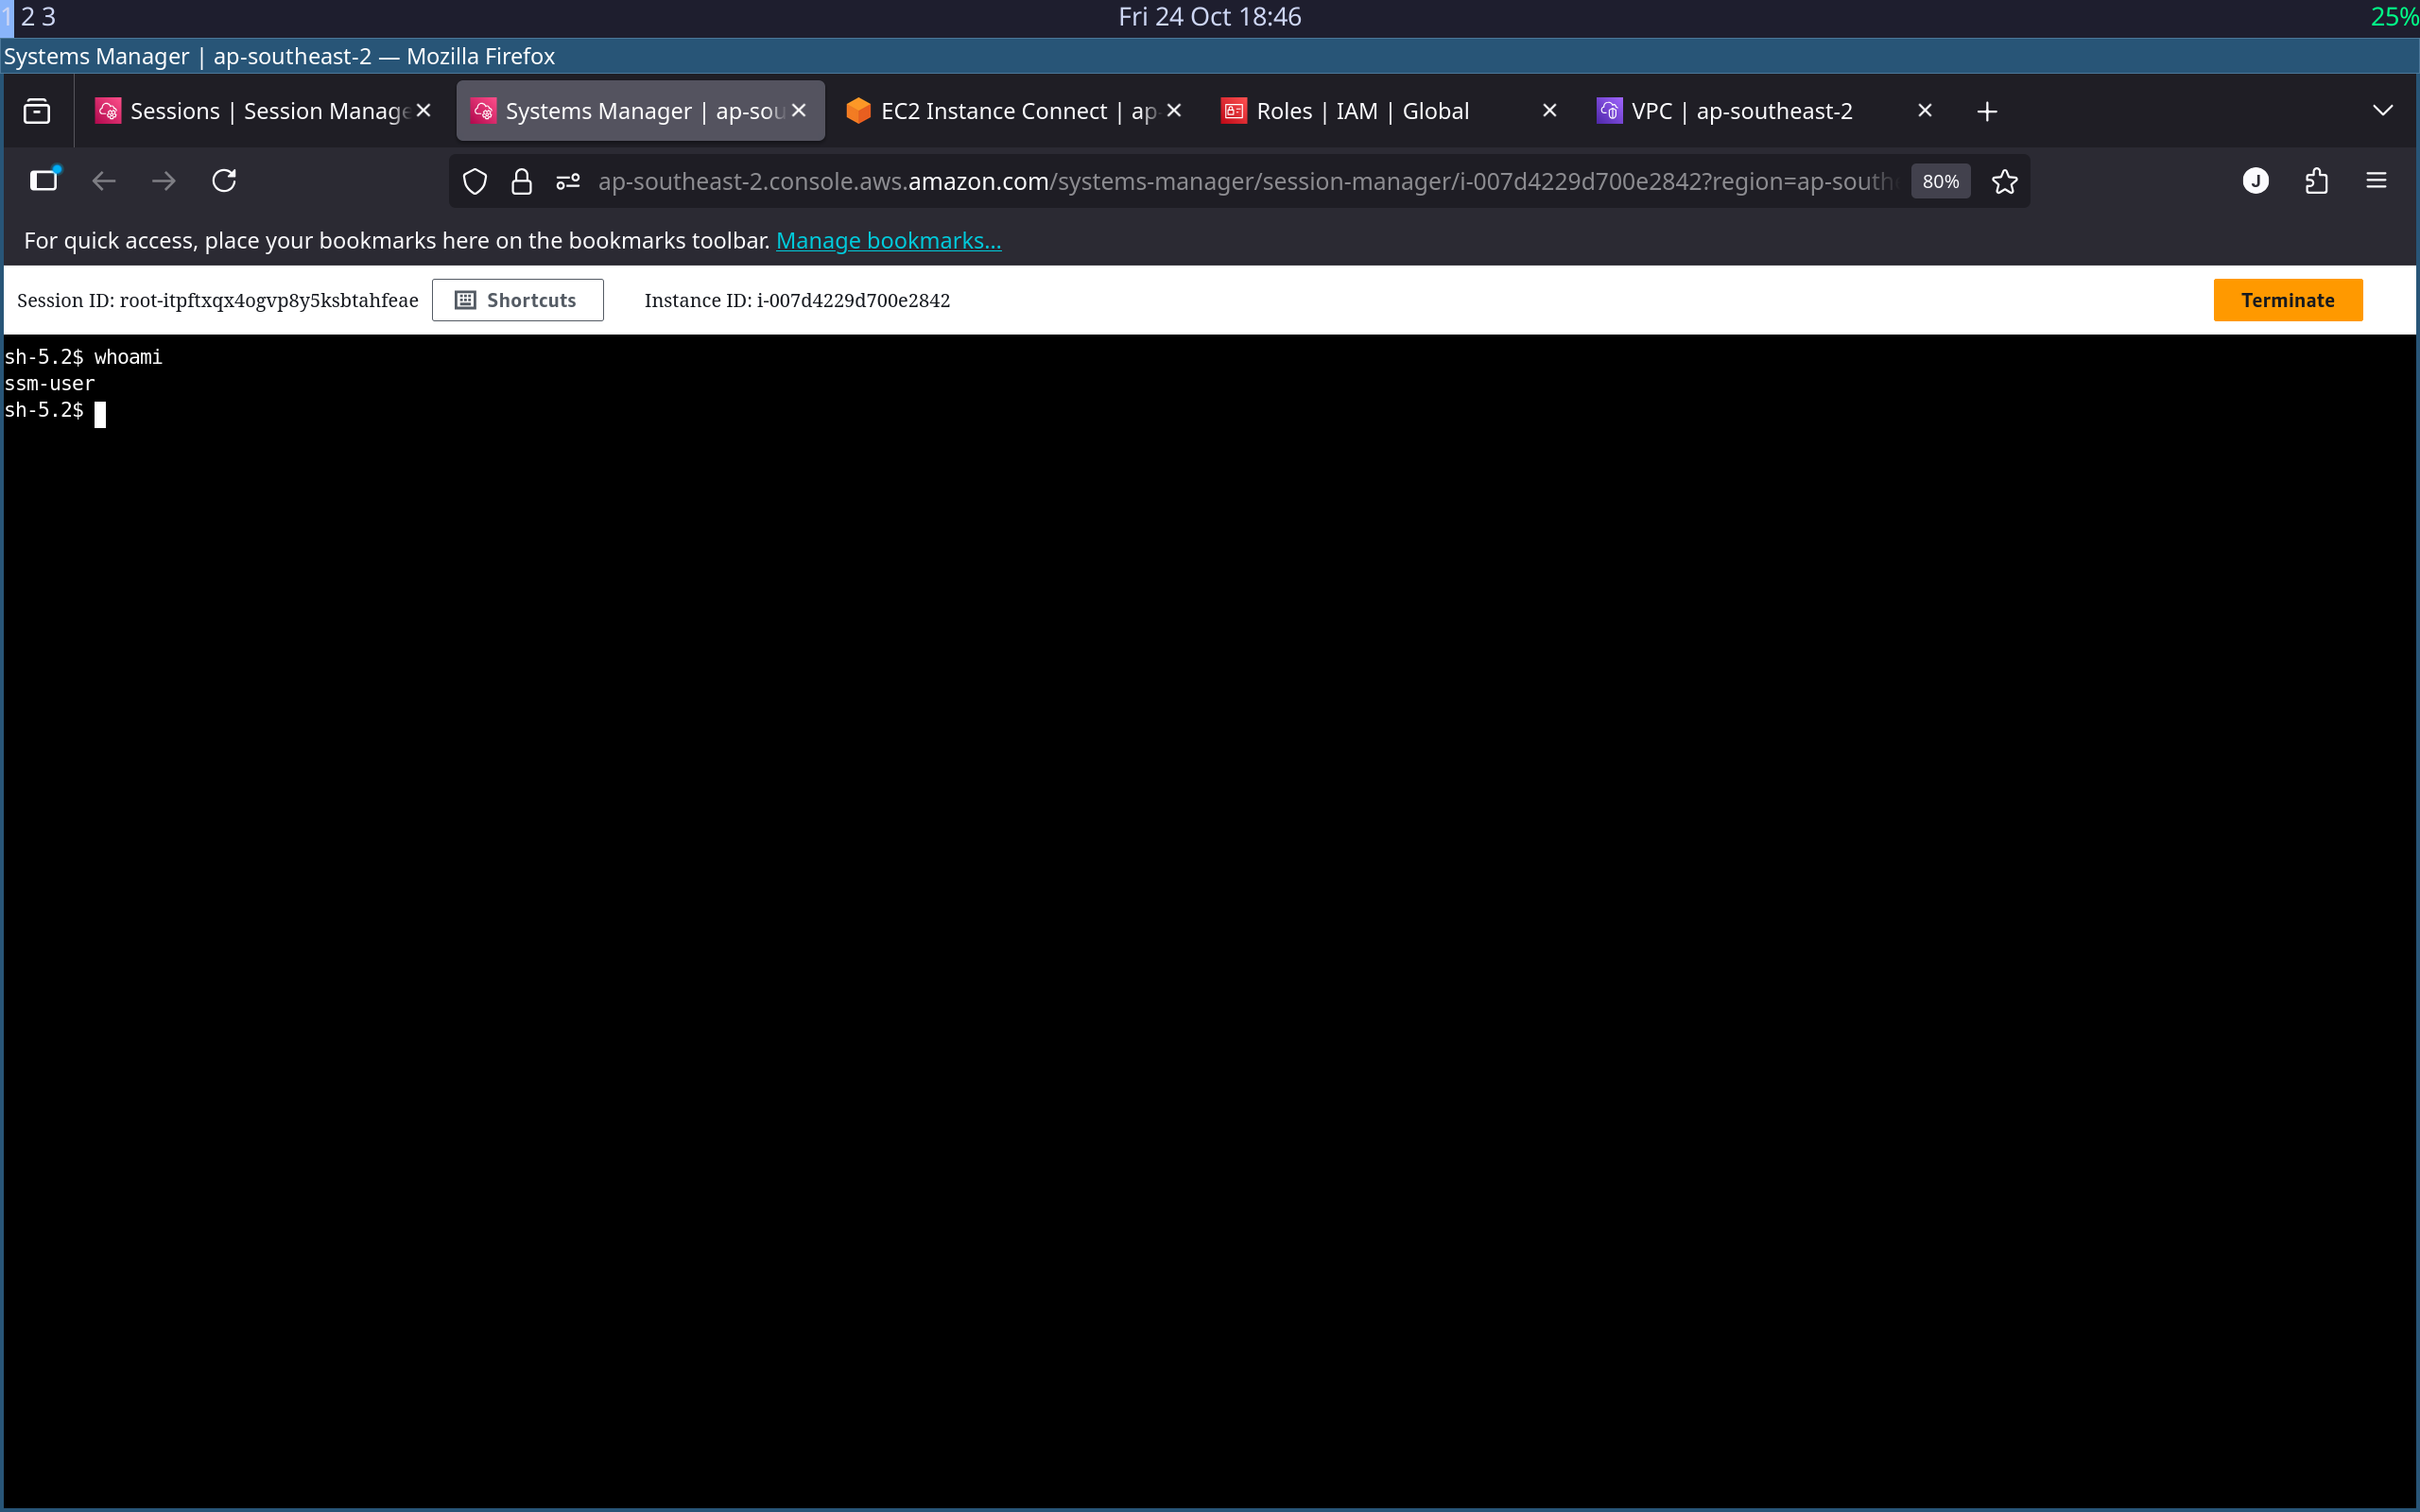 1 2 3
Fri 24 Oct 18:46
25%
Systems Manager | ap-southeast-2 — Mozilla Firefox
Sessions | Session Manage
Systems Manager | ap-sou
EC2 Instance Connect | ap
Roles | IAM | Global
VPC | ap-southeast-2
ap-southeast-2.console.aws.amazon.com/systems-manager/session-manager/i-007d4229d700e2842?region=ap-south
80%
J
For quick access, place your bookmarks here on the bookmarks toolbar. Manage bookmarks...
Session ID: root-itpftxqx4ogvp8y5ksbtahfeae
Shortcuts
Instance ID: i-007d4229d700e2842
Terminate
sh-5.2$ whoami
ssm-user
sh-5.2$